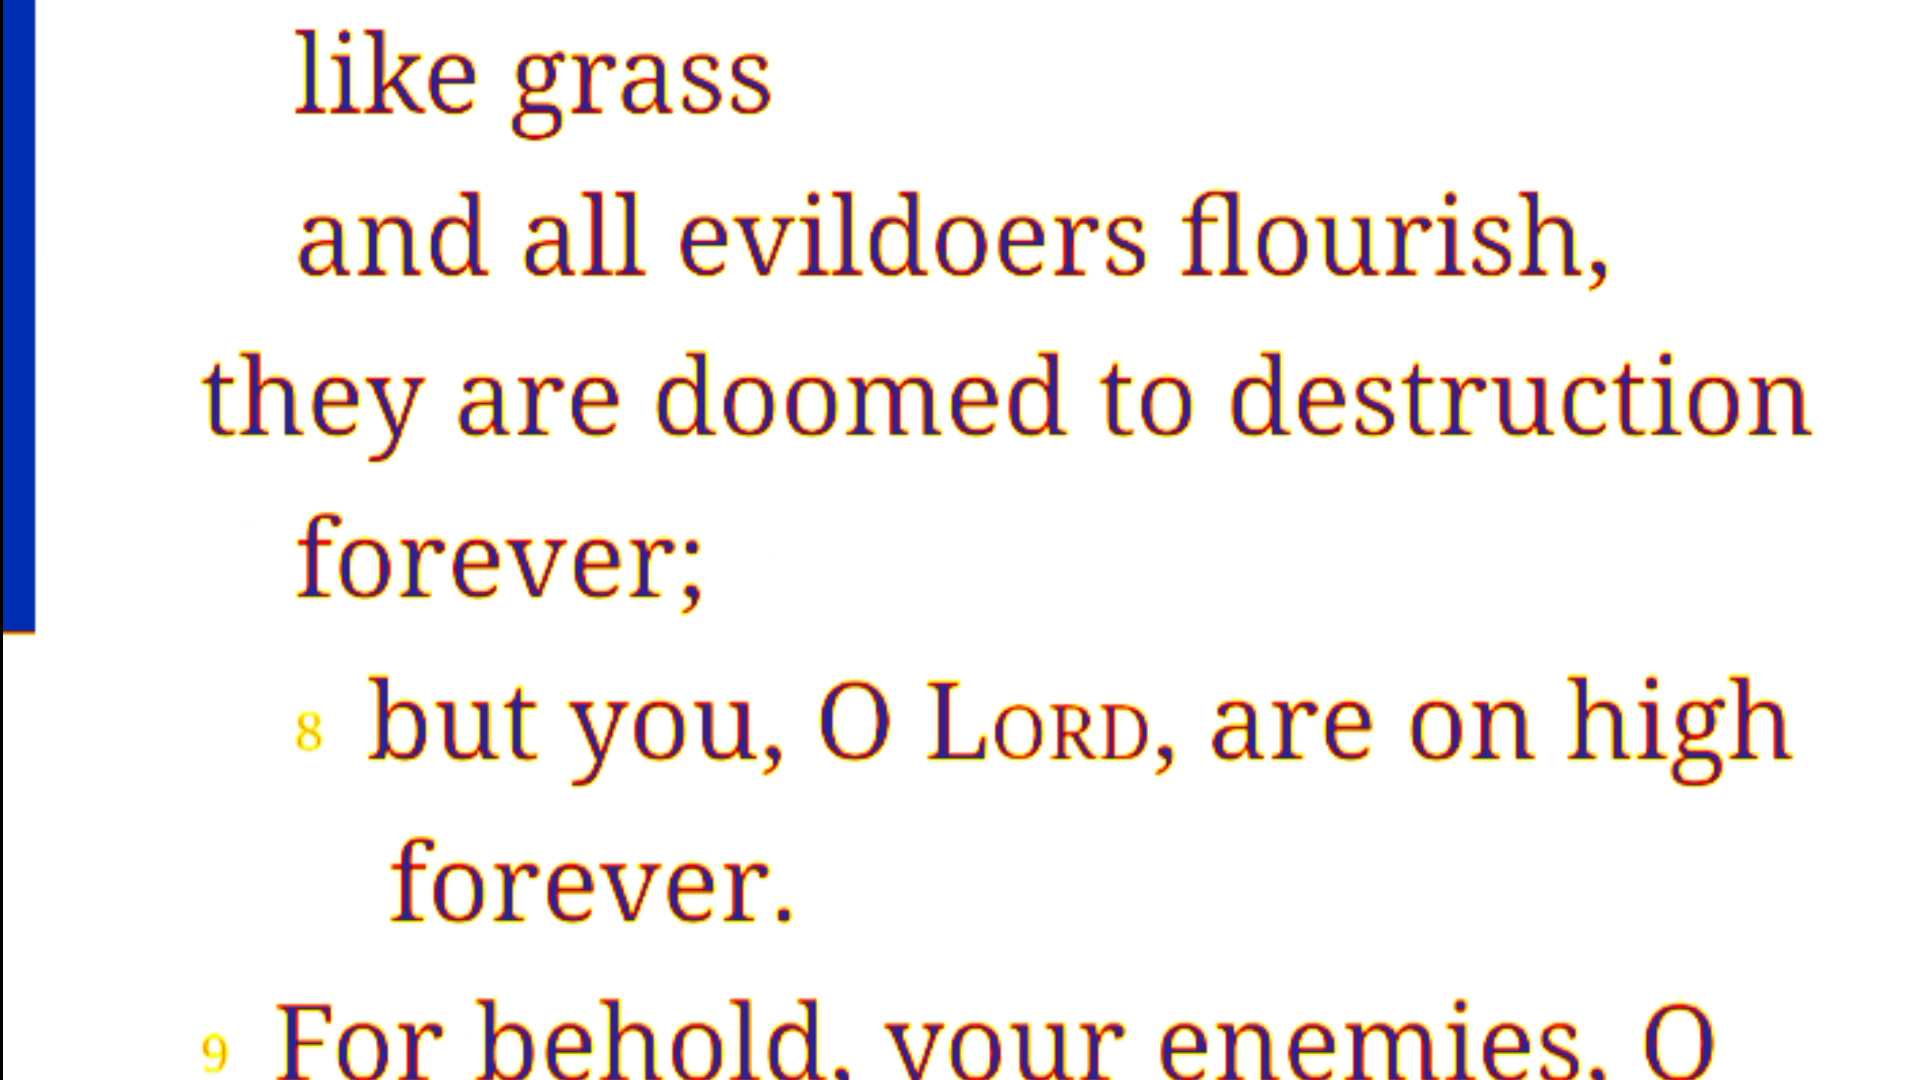 like grass
and all evildoers flourish,
they are doomed to destruction
forever;
8 but you, O LORD, are on high
forever.
9 For behold, your enemies, O